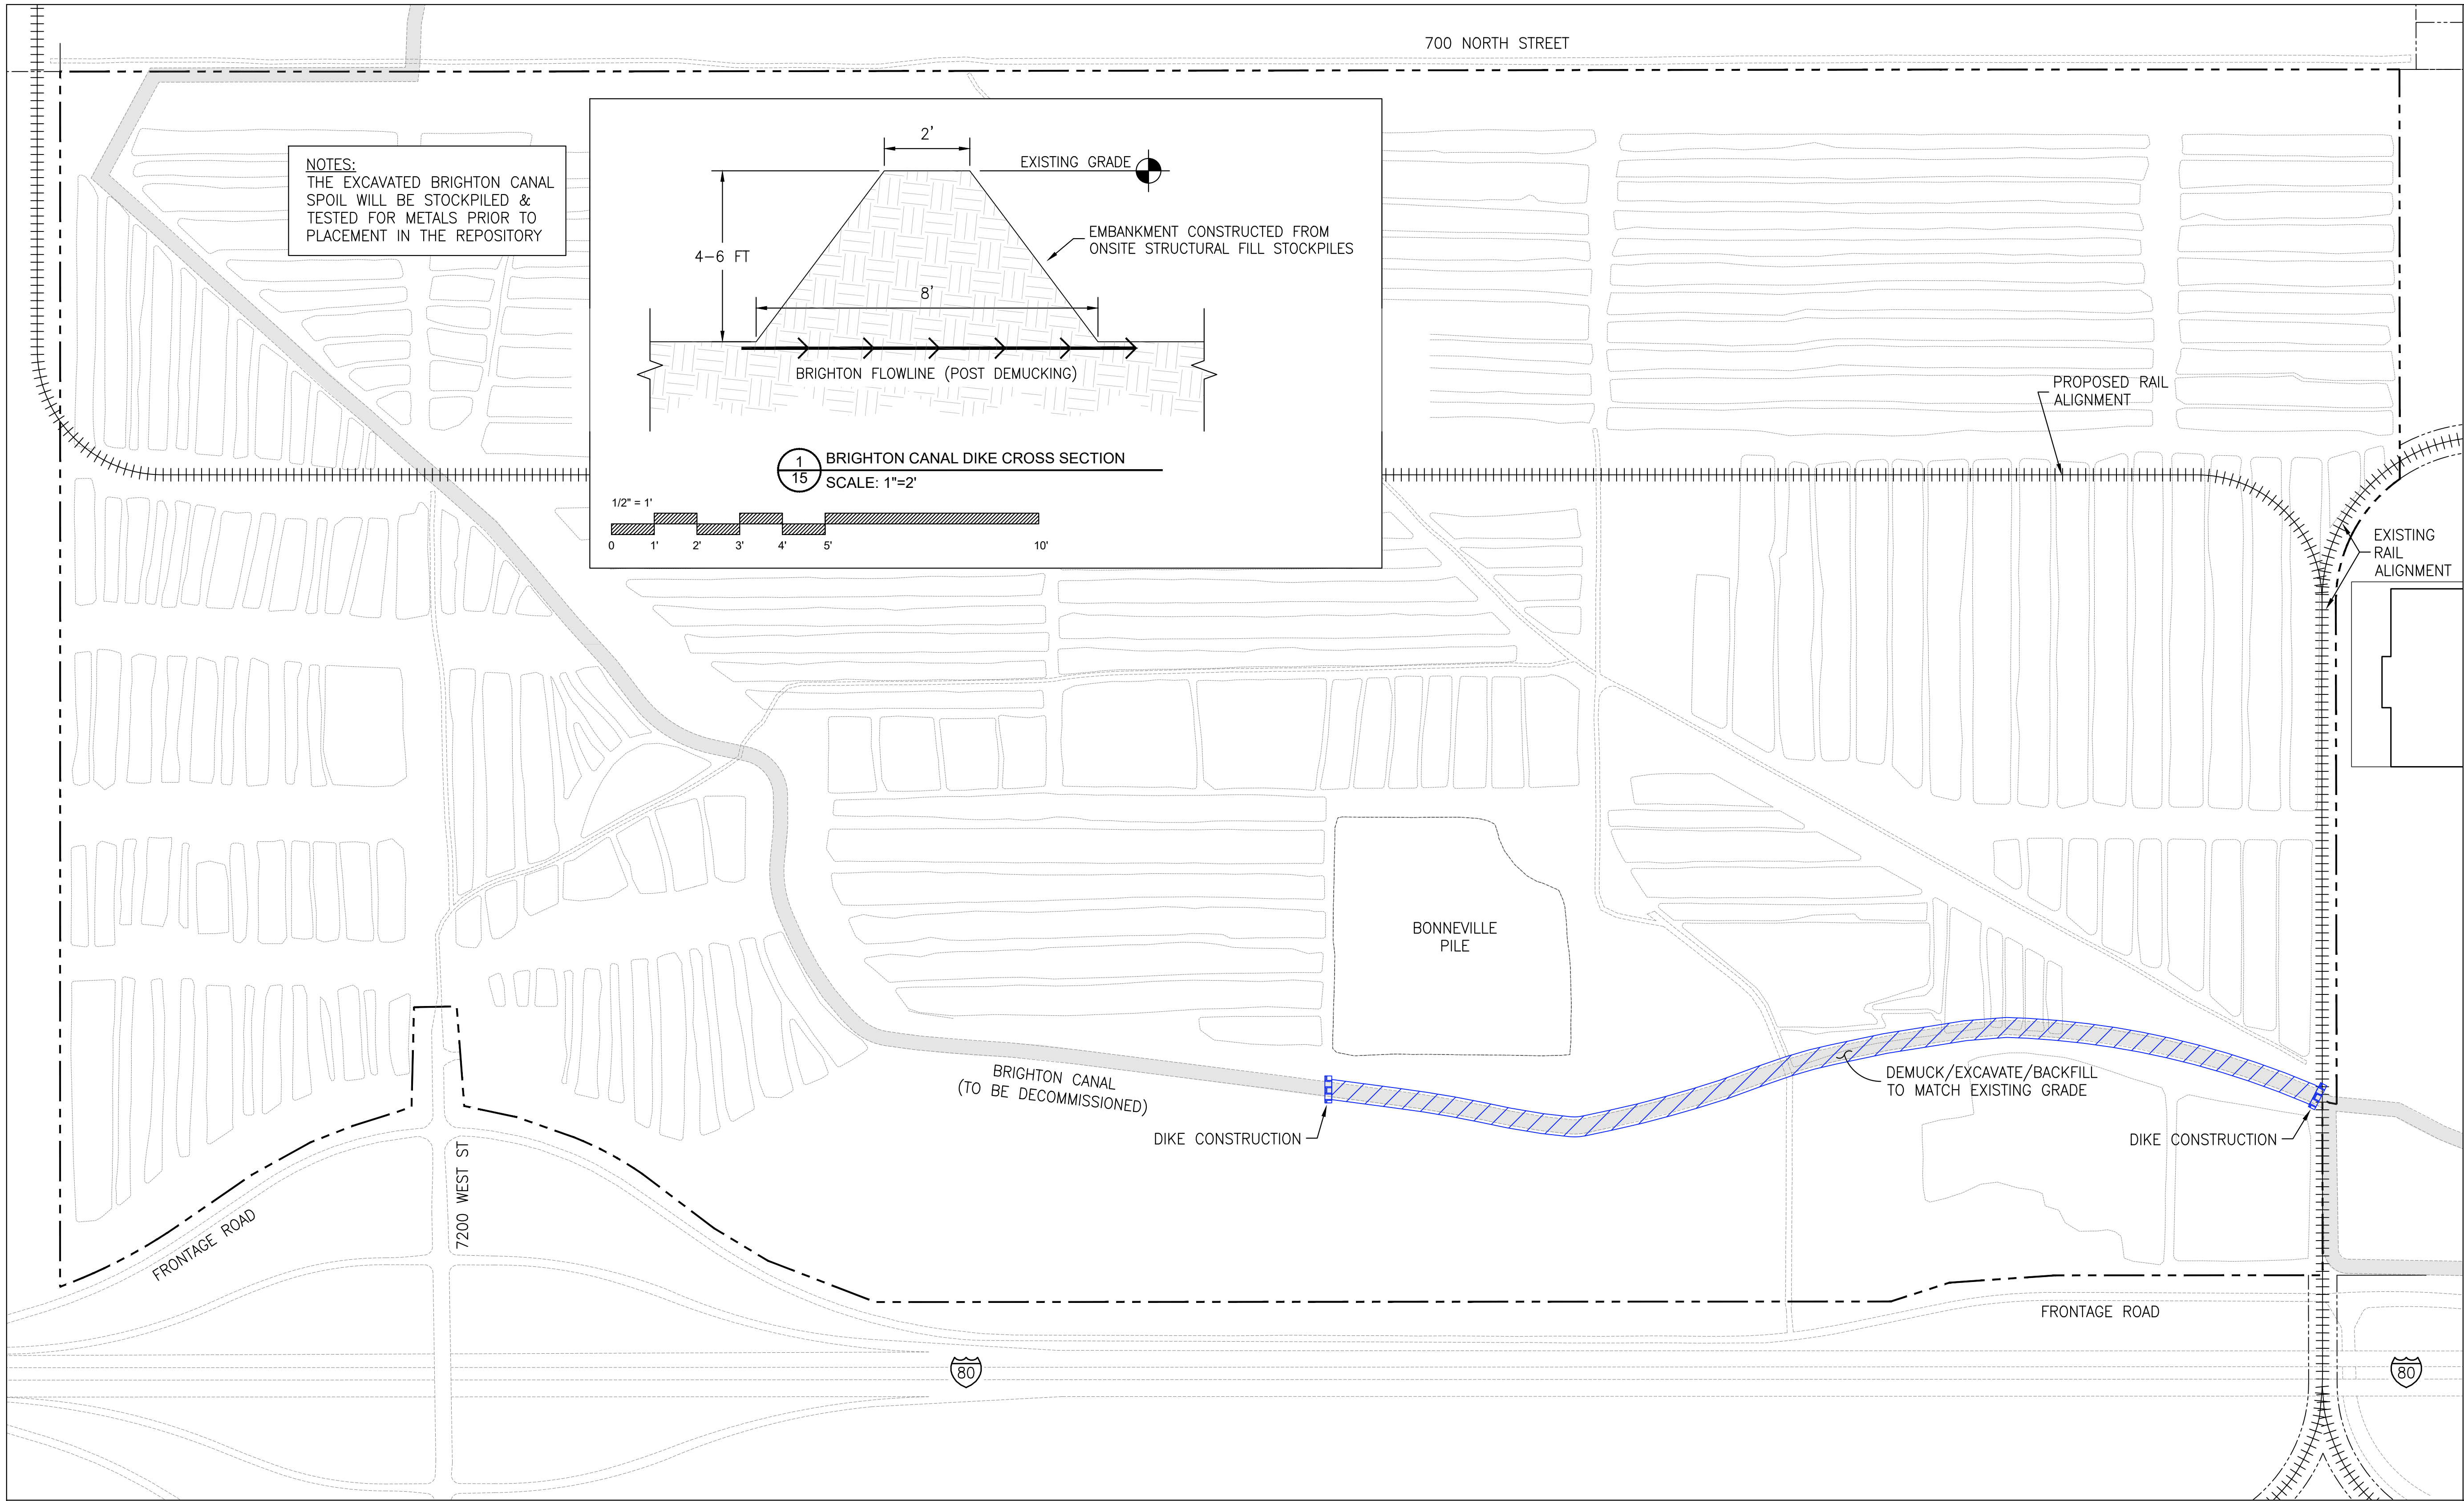 700 NORTH STREET
NOTES:
THE EXCAVATED BRIGHTON CANAL
SPOIL WILL BE STOCKPILED &
TESTED FOR METALS PRIOR TO
PLACEMENT IN THE REPOSITORY
2'
EXISTING GRADE
4-6 FT
EMBANKMENT CONSTRUCTED FROM
ONSITE STRUCTURAL FILL STOCKPILES
8'
BRIGHTON FLOWLINE (POST DEMUCKING)
1
15
BRIGHTON CANAL DIKE CROSS SECTION
SCALE: 1"=2'
1/2" = 1'
0 1' 2' 3' 4' 5' 10'
PROPOSED RAIL
ALIGNMENT
EXISTING
RAIL
ALIGNMENT
BONNEVILLE
PILE
BRIGHTON CANAL
(TO BE DECOMMISSIONED)
DEMUCK/EXCAVATE/BACKFILL
TO MATCH EXISTING GRADE
DIKE CONSTRUCTION
DIKE CONSTRUCTION
7200 WEST ST
FRONTAGE ROAD
FRONTAGE ROAD
80
80